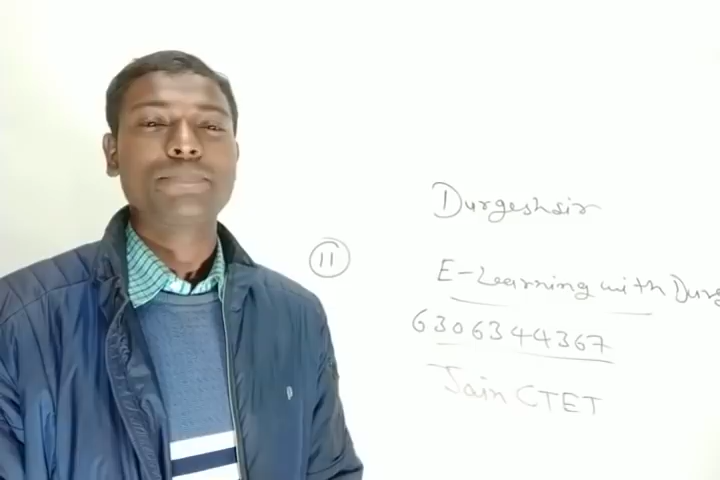 Durgeshsir
11
E-Learning with Durg
6306344367
Join CTET